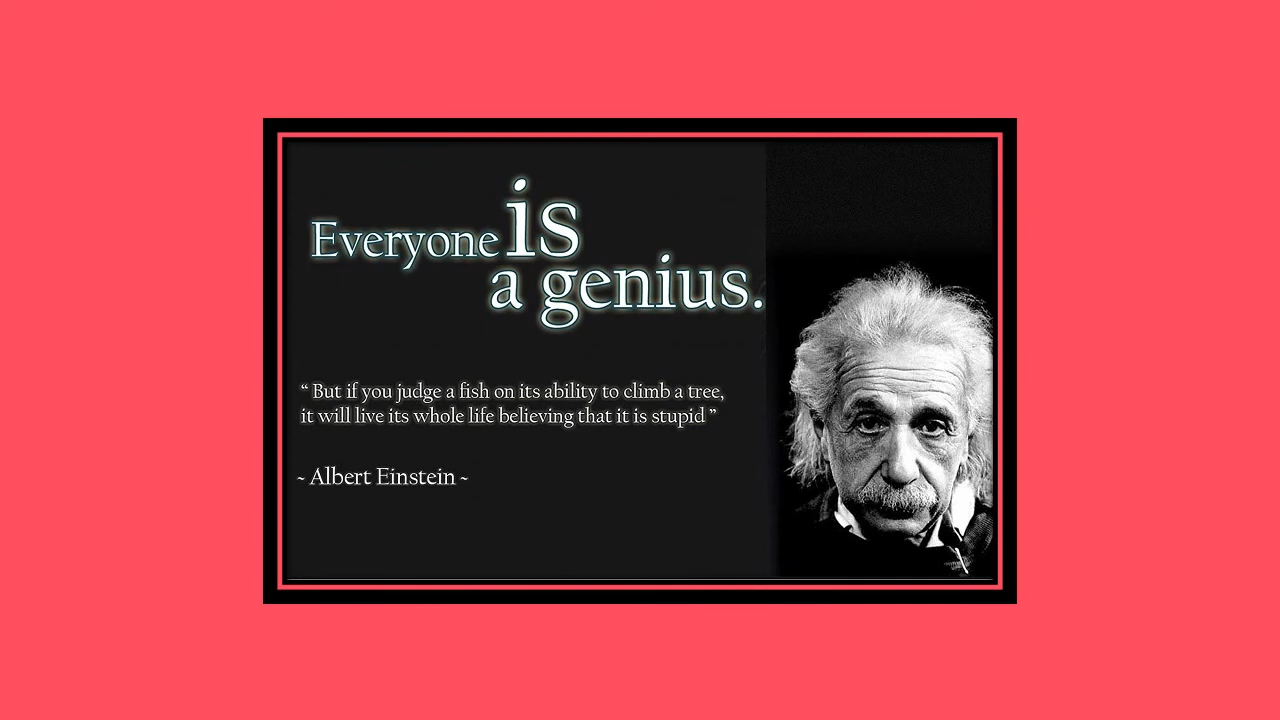 Everyone is
a genius.
“ But if you judge a fish on its ability to climb a tree,
it will live its whole life believing that it is stupid ”
~ Albert Einstein ~